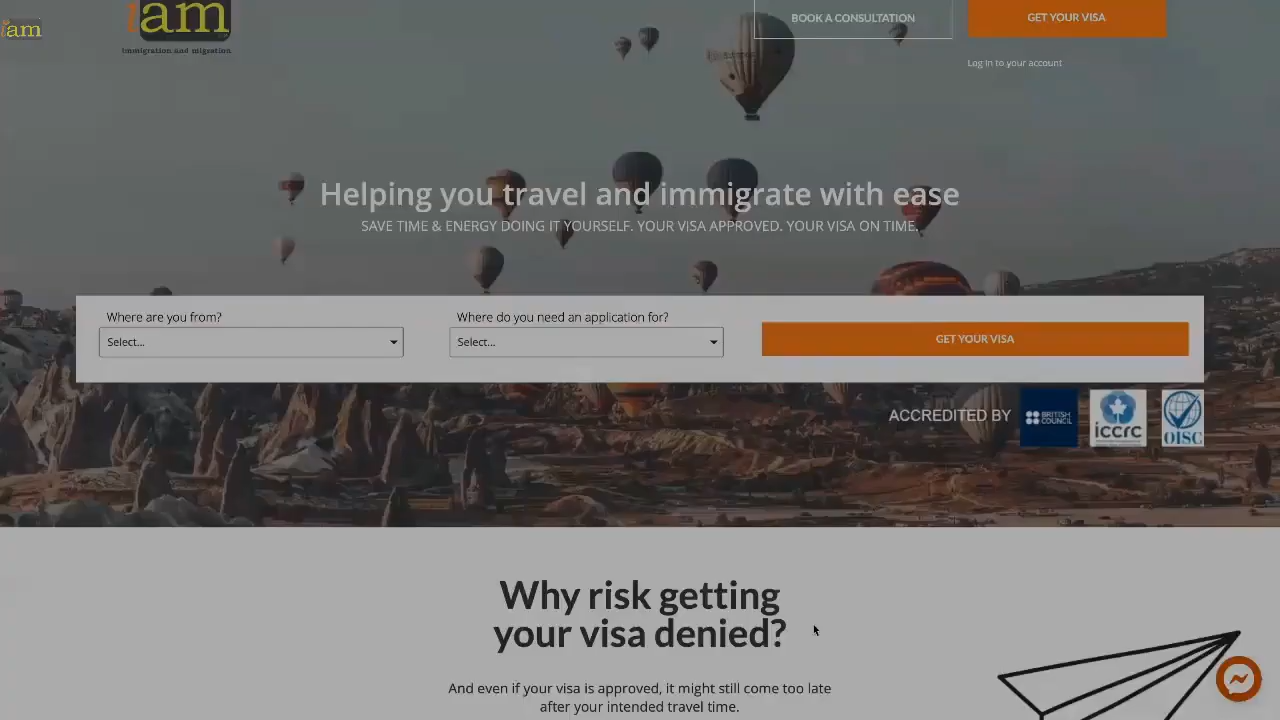 iam
iam
immigration and migration
BOOK A CONSULTATION
GET YOUR VISA
Log in to your account
Helping you travel and immigrate with ease
SAVE TIME & ENERGY DOING IT YOURSELF. YOUR VISA APPROVED. YOUR VISA ON TIME.
Where are you from?
Where do you need an application for?
Select...
Select...
GET YOUR VISA
ACCREDITED BY
BRITISH COUNCIL
iccrc
OISC
Why risk getting
your visa denied?
And even if your visa is approved, it might still come too late
after your intended travel time.